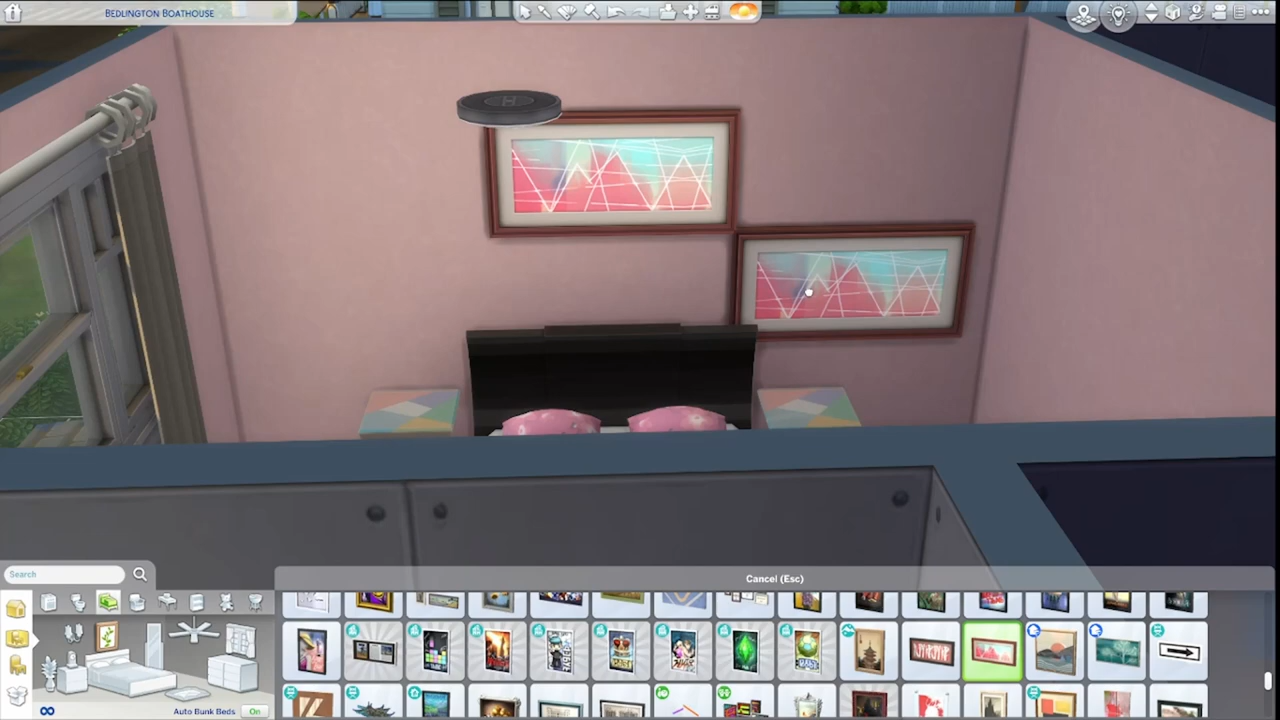 BEDLINGTON BOATHOUSE
Search
Cancel (Esc)
Auto Bunk Beds
On